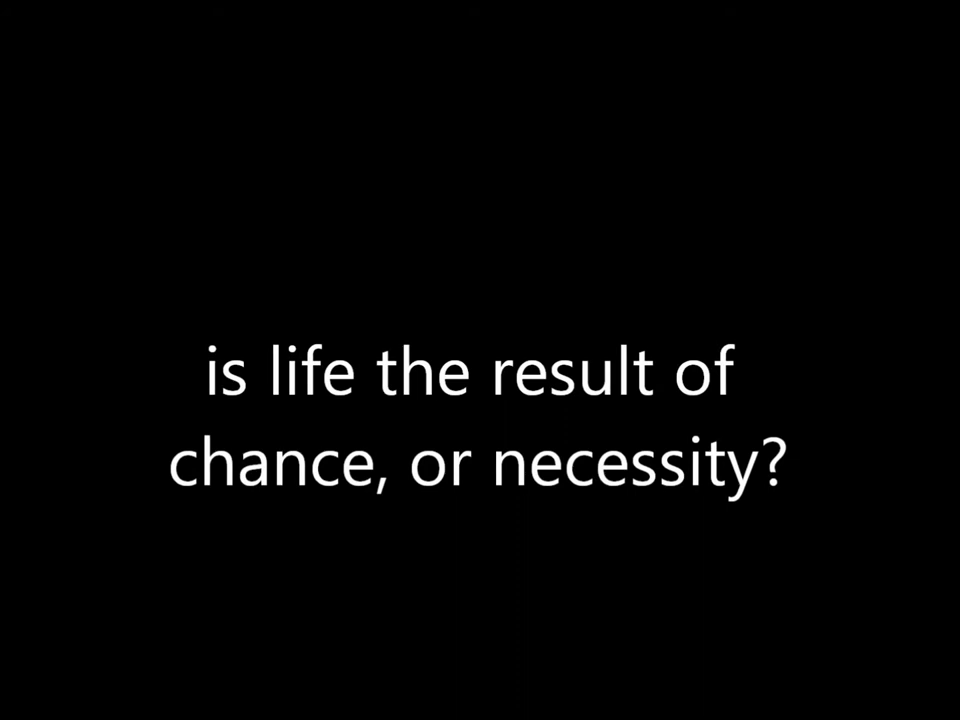 is life the result of
chance, or necessity?